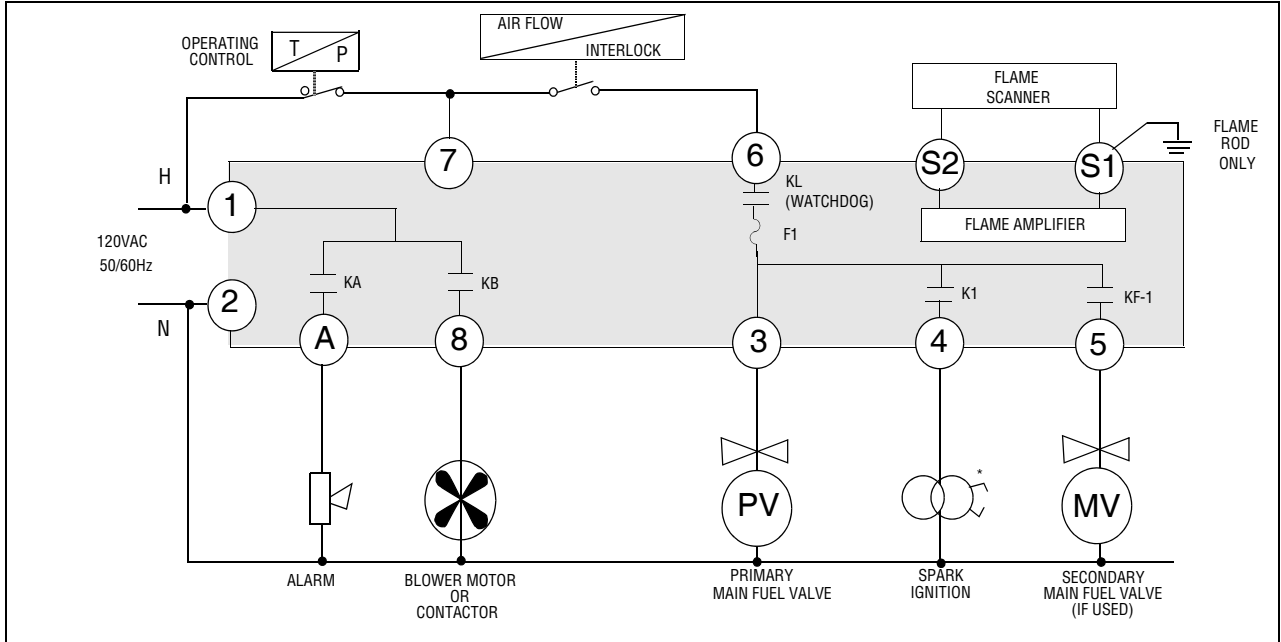 AIR FLOW
INTERLOCK
OPERATING
CONTROL
T
P
FLAME
SCANNER
FLAME
ROD
ONLY
7
6
S2
S1
H
KL
(WATCHDOG)
1
F1
FLAME AMPLIFIER
120VAC
50/60Hz
KA
KB
K1
KF-1
2
N
A
8
3
4
5
*
PV
MV
ALARM
BLOWER MOTOR
OR
CONTACTOR
PRIMARY
MAIN FUEL VALVE
SPARK
IGNITION
SECONDARY
MAIN FUEL VALVE
(IF USED)